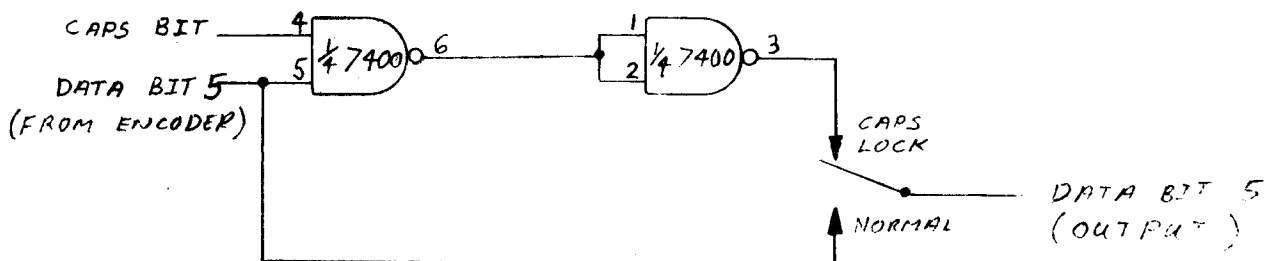 CAPS BIT
4
1/4 7400
6
1
1/4 7400
3
5
2
DATA BIT 5
(FROM ENCODER)
CAPS
LOCK
DATA BIT 5
NORMAL
(OUTPUT)